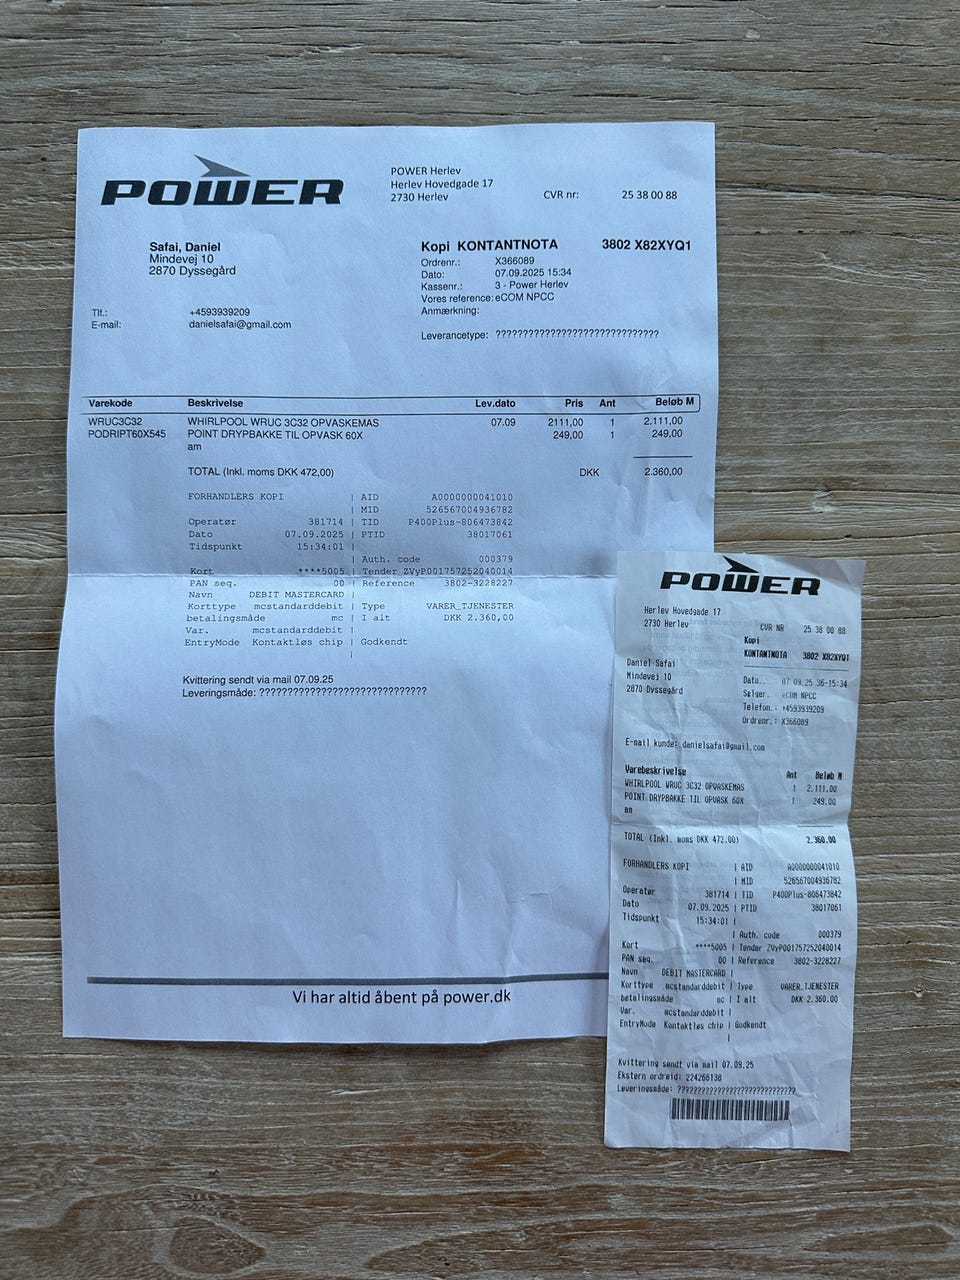 POWER
POWER Herlev
Herlev Hovedgade 17
2730 Herlev
CVR nr: 25 38 00 88
Safai, Daniel
Mindevej 10
2870 Dyssegård
Kopi KONTANTNOTA 3802 X82XYQ1
Ordrenr.: X366089
Dato: 07.09.2025 15:34
Kassenr.: 3 - Power Herlev
Vores reference: eCOM NPCC
Anmærkning:
Tlf.: +4593939209
E-mail: danielsafai@gmail.com
Leverancetype: ??????????????????????????????
Varekode Beskrivelse Lev.dato Pris Ant Beløb M
WRUC3C32 WHIRLPOOL WRUC 3C32 OPVASKEMAS 07.09 2111,00 1 2.111,00
PODRIPT60X545 POINT DRYPBAKKE TIL OPVASK 60X 249,00 1 249,00
am
TOTAL (Inkl. moms DKK 472,00) DKK 2.360,00
FORHANDLERS KOPI | AID A0000000041010
| MID 526567004936782
Operatør 381714 | TID P400Plus-806473842
Dato 07.09.2025 | PTID 38017061
Tidspunkt 15:34:01 |
| Auth. code 000379
Kort ****5005 | Tender ZVyP001757252040014
PAN seq. 00 | Reference 3802-3228227
Navn DEBIT MASTERCARD |
Korttype mcstandarddebit | Type VARER_TJENESTER
betalingsmåde mc | I alt DKK 2.360,00
Var. mcstandarddebit |
EntryMode Kontaktløs chip | Godkendt
|
Kvittering sendt via mail 07.09.25
Leveringsmåde: ??????????????????????????????
Vi har altid åbent på power.dk
POWER
Herlev Hovedgade 17
2730 Herlev
CVR NR 25 38 00 88
Kopi
KONTANTNOTA 3802 X82XYQ1
Daniel Safai
Mindevej 10
2870 Dyssegård
Dato.. 07.09.25 36-15:34
Sælger.. eCOM NPCC
Telefon.: +4593939209
Ordrenr.: X366089
E-mail kunde: danielsafai@gmail.com
Varebeskrivelse Ant Beløb M
WHIRLPOOL WRUC 3C32 OPVASKEMAS 1 2.111,00
POINT DRYPBAKKE TIL OPVASK 60X 1 249,00
am
TOTAL (Inkl. moms DKK 472,00) 2.360,00
FORHANDLERS KOPI | AID A0000000041010
| MID 526567004936782
Operatør 381714 | TID P400Plus-806473842
Dato 07.09.2025 | PTID 38017061
Tidspunkt 15:34:01 |
| Auth. code 000379
Kort ****5005 | Tender ZVyP001757252040014
PAN seq. 00 | Reference 3802-3228227
Navn DEBIT MASTERCARD |
Korttype mcstandarddebit | Type VARER_TJENESTER
betalingsmåde mc | I alt DKK 2.360,00
Var. mcstandarddebit |
EntryMode Kontaktløs chip | Godkendt
|
Kvittering sendt via mail 07.09.25
Ekstern ordreid: 224266138
Leveringsmåde: ??????????????????????????????